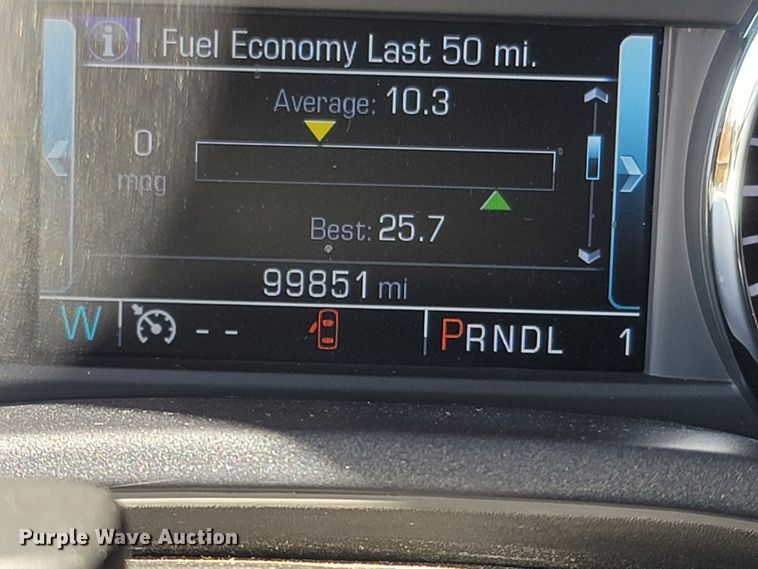 i Fuel Economy Last 50 mi.
Average: 10.3
0
mpg
Best: 25.7
99851 mi
W -- PRNDL 1
Purple Wave Auction